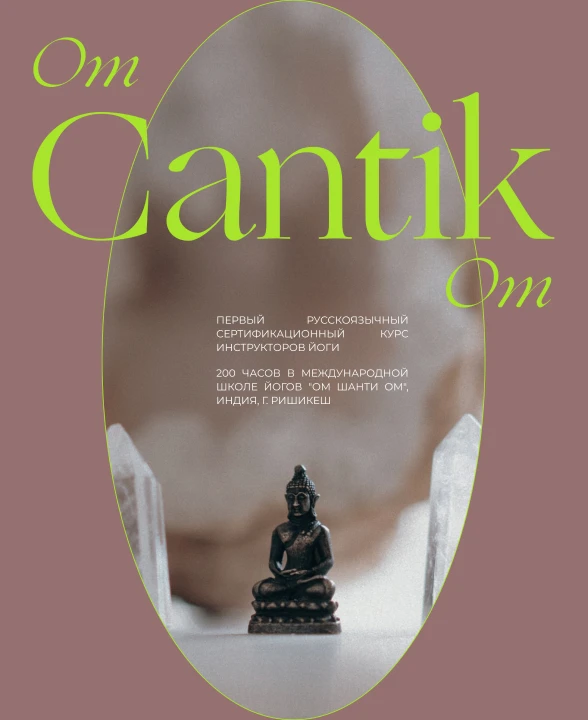 Om
Cantik
Om
ПЕРВЫЙ РУССКОЯЗЫЧНЫЙ
СЕРТИФИКАЦИОННЫЙ КУРС
ИНСТРУКТОРОВ ЙОГИ
200 ЧАСОВ В МЕЖДУНАРОДНОЙ
ШКОЛЕ ЙОГОВ "ОМ ШАНТИ ОМ",
ИНДИЯ, Г. РИШИКЕШ